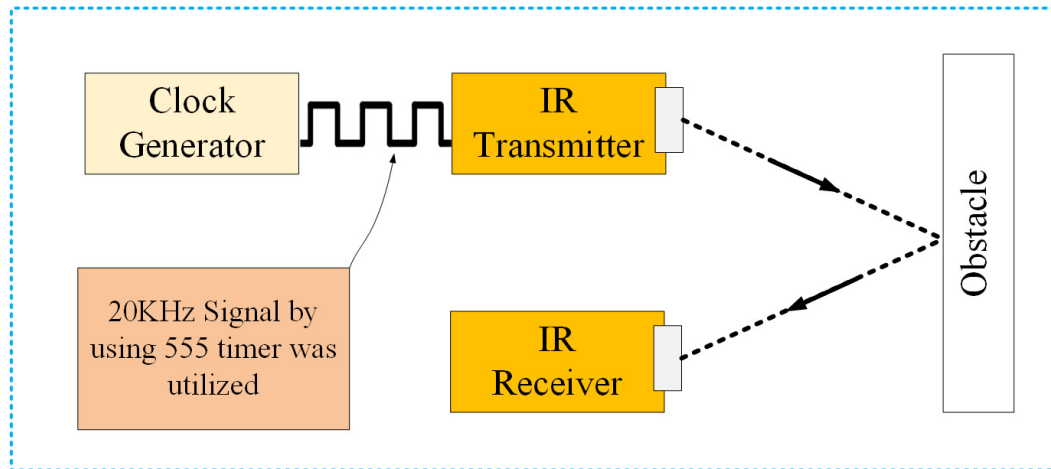 Clock
Generator
IR
Transmitter
Obstacle
20KHz Signal by
using 555 timer was
utilized
IR
Receiver